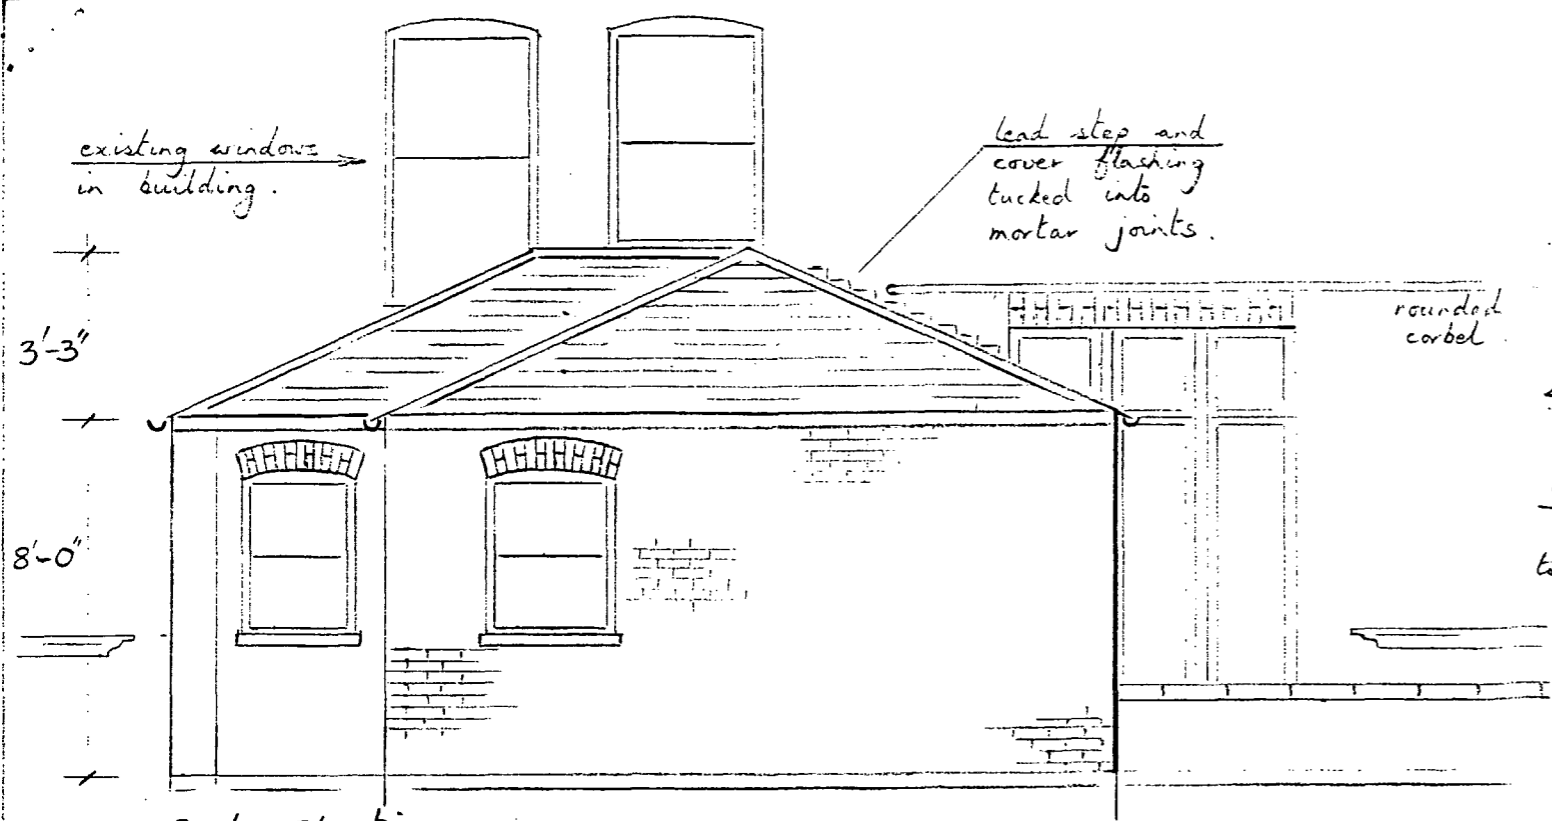 existing windows
in building.
lead step and
cover flashing
tucked into
mortar joints.
rounded
corbel
3'-3"
8'-0"